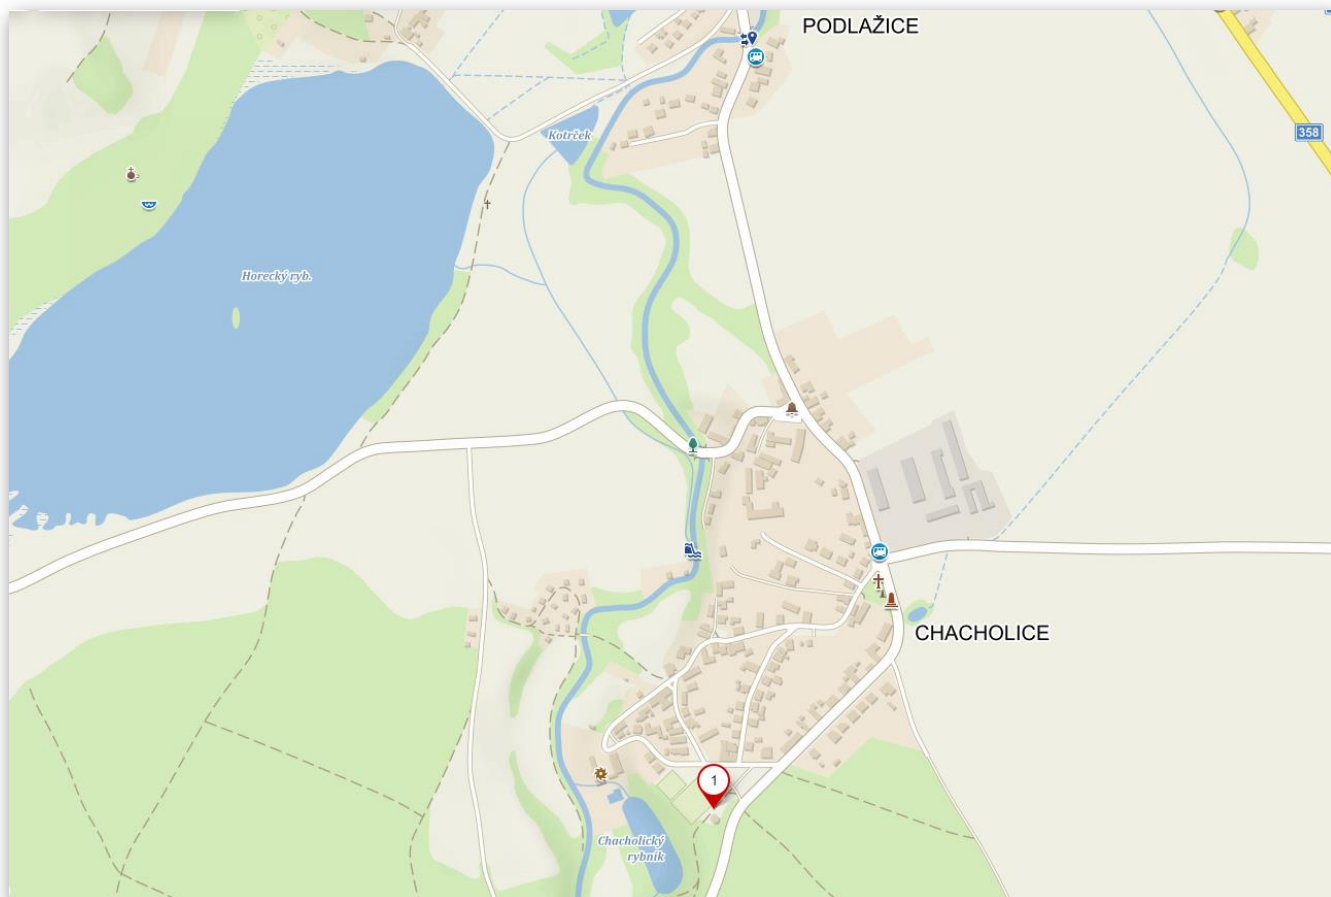 PODLAŽICE
358
Kotrček
Horecký ryb.
CHACHOLICE
1
Chacholický
rybník